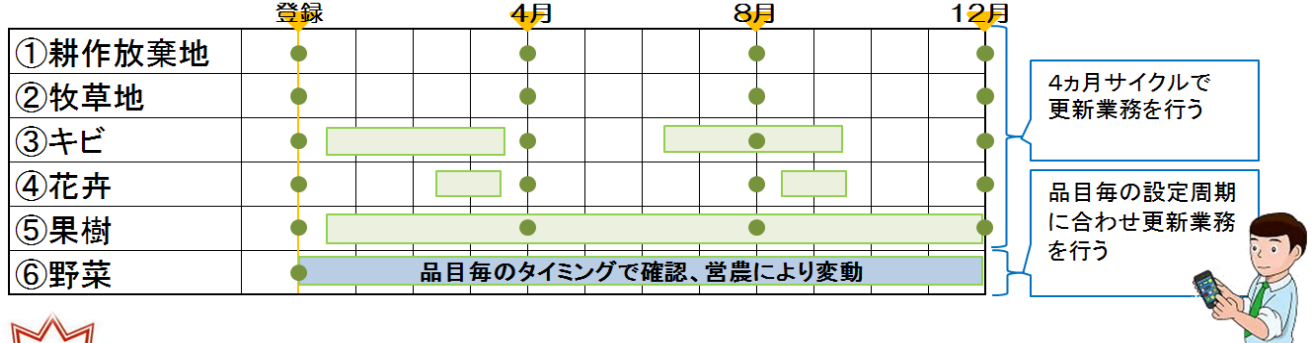 登録 4月 8月 12月
①耕作放棄地
②牧草地
③キビ
④花卉
⑤果樹
⑥野菜
品目毎のタイミングで確認、営農により変動
4ヵ月サイクルで
更新業務を行う
品目毎の設定周期
に合わせ更新業務
を行う